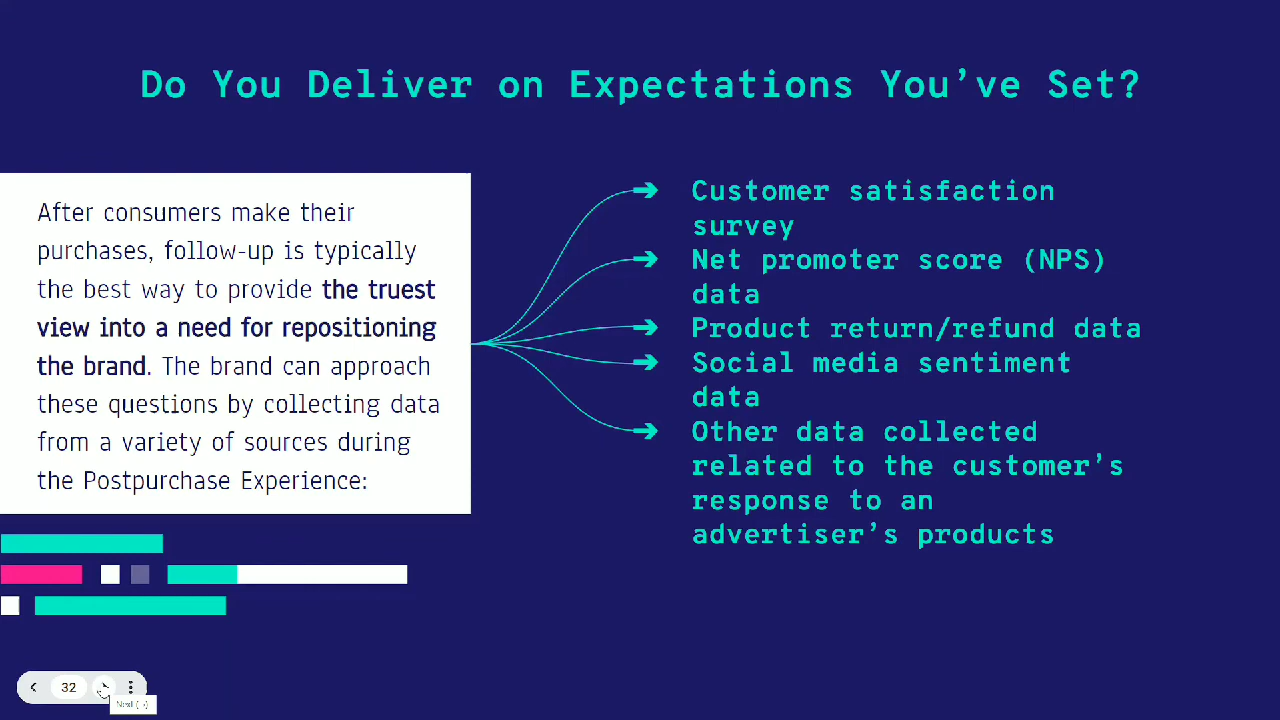 Do You Deliver on Expectations You’ve Set?
After consumers make their
purchases, follow-up is typically
the best way to provide the truest
view into a need for repositioning
the brand. The brand can approach
these questions by collecting data
from a variety of sources during
the Postpurchase Experience:
Customer satisfaction
survey
Net promoter score (NPS)
data
Product return/refund data
Social media sentiment
data
Other data collected
related to the customer’s
response to an
advertiser’s products
32
Next (→)